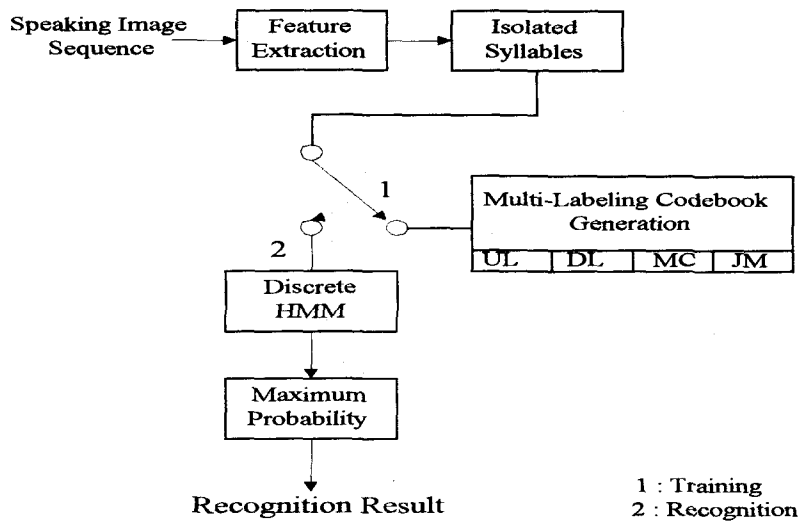 Speaking Image
Sequence
Feature
Extraction
Isolated
Syllables
1
Multi-Labeling Codebook
Generation
UL DL MC JM
2
Discrete
HMM
Maximum
Probability
Recognition Result
1 : Training
2 : Recognition